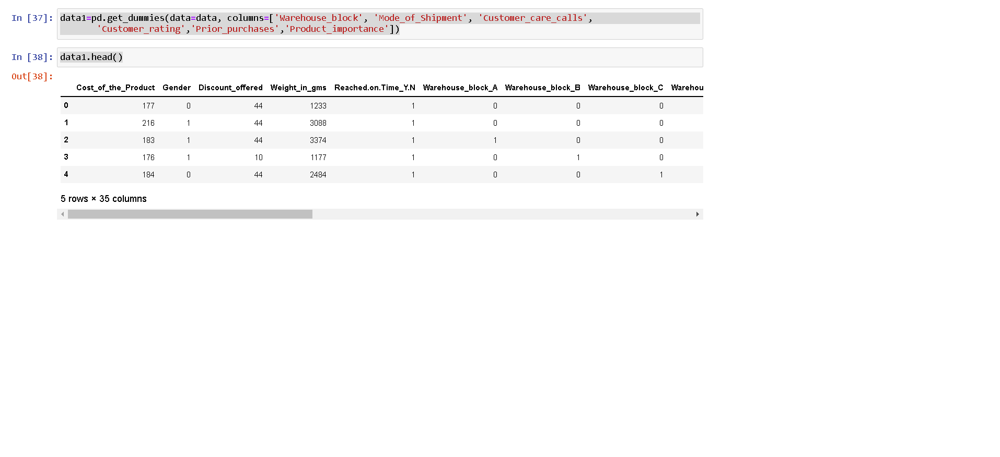 In [37]: data1=pd.get_dummies(data=data, columns=['Warehouse_block', 'Mode_of_Shipment', 'Customer_care_calls',
'Customer_rating','Prior_purchases','Product_importance'])
In [38]: data1.head()
Out[38]:
Cost_of_the_Product Gender Discount_offered Weight_in_gms Reached.on.Time_Y.N Warehouse_block_A Warehouse_block_B Warehouse_block_C Warehou
0 177 0 44 1233 1 0 0 0
1 216 1 44 3088 1 0 0 0
2 183 1 44 3374 1 1 0 0
3 176 1 10 1177 1 0 1 0
4 184 0 44 2484 1 0 0 1
5 rows × 35 columns